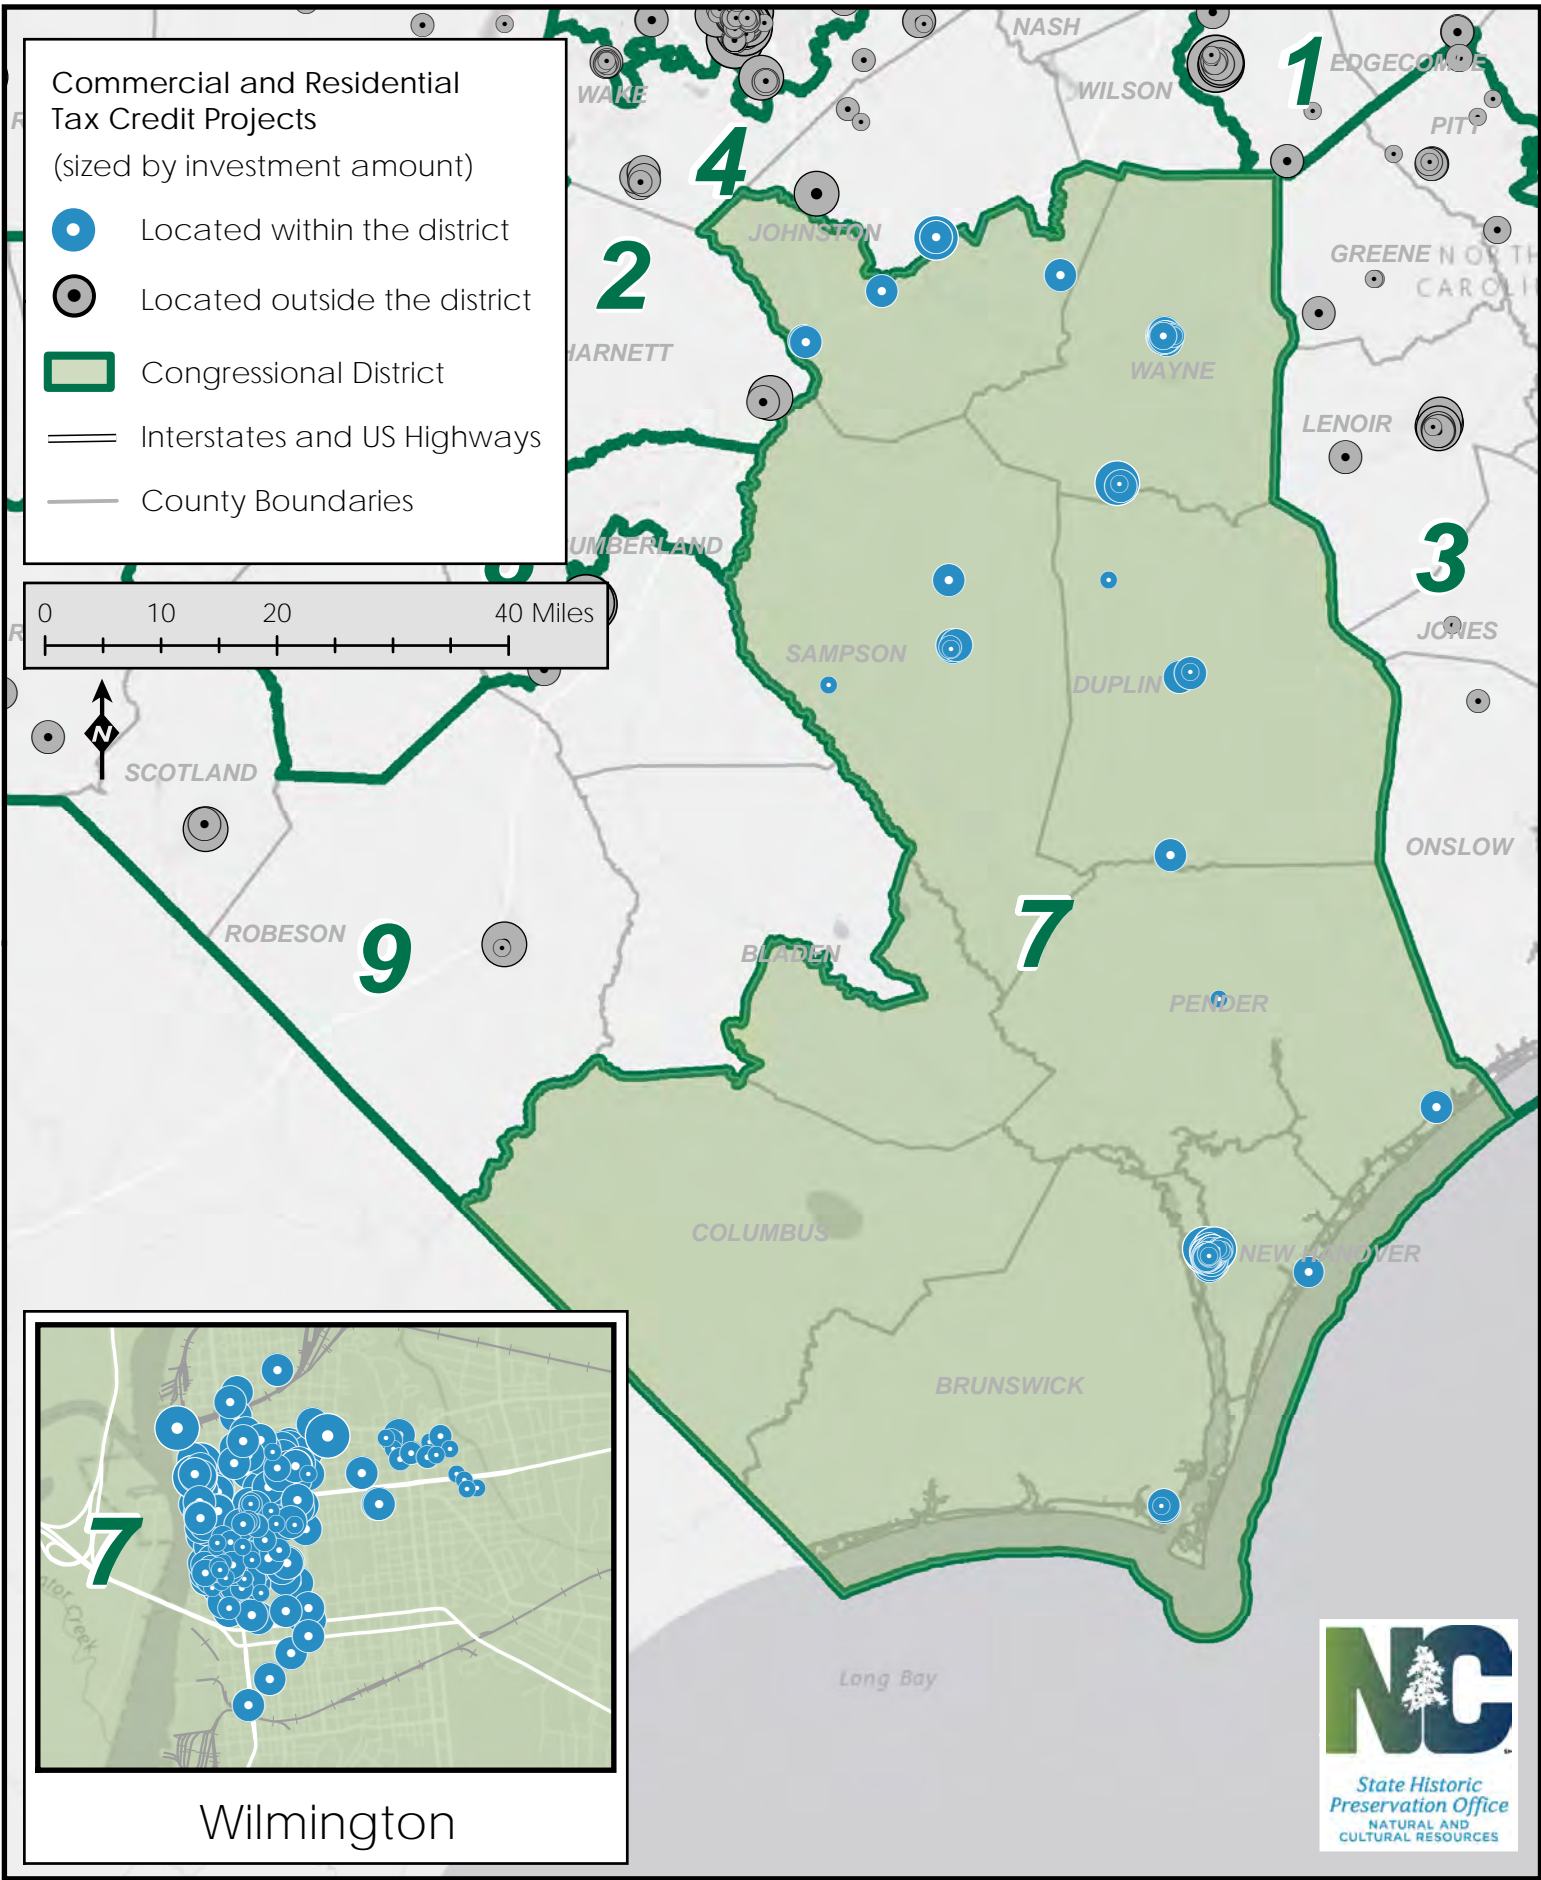 Commercial and Residential
Tax Credit Projects
(sized by investment amount)
Located within the district
Located outside the district
Congressional District
Interstates and US Highways
County Boundaries
0 10 20 40 Miles
N
NASH
WAKE
WILSON
1
EDGECOMBE
PITT
4
JOHNSTON
2
GREENE
NORTH
HARNETT
WAYNE
LENOIR
UMBERLAND
3
JONES
SAMPSON
DUPLIN
SCOTLAND
ONSLOW
ROBESON
9
BLADEN
7
PENDER
COLUMBUS
NEW HANOVER
BRUNSWICK
7
Creek
Wilmington
Long Bay
NC
State Historic
Preservation Office
NATURAL AND
CULTURAL RESOURCES